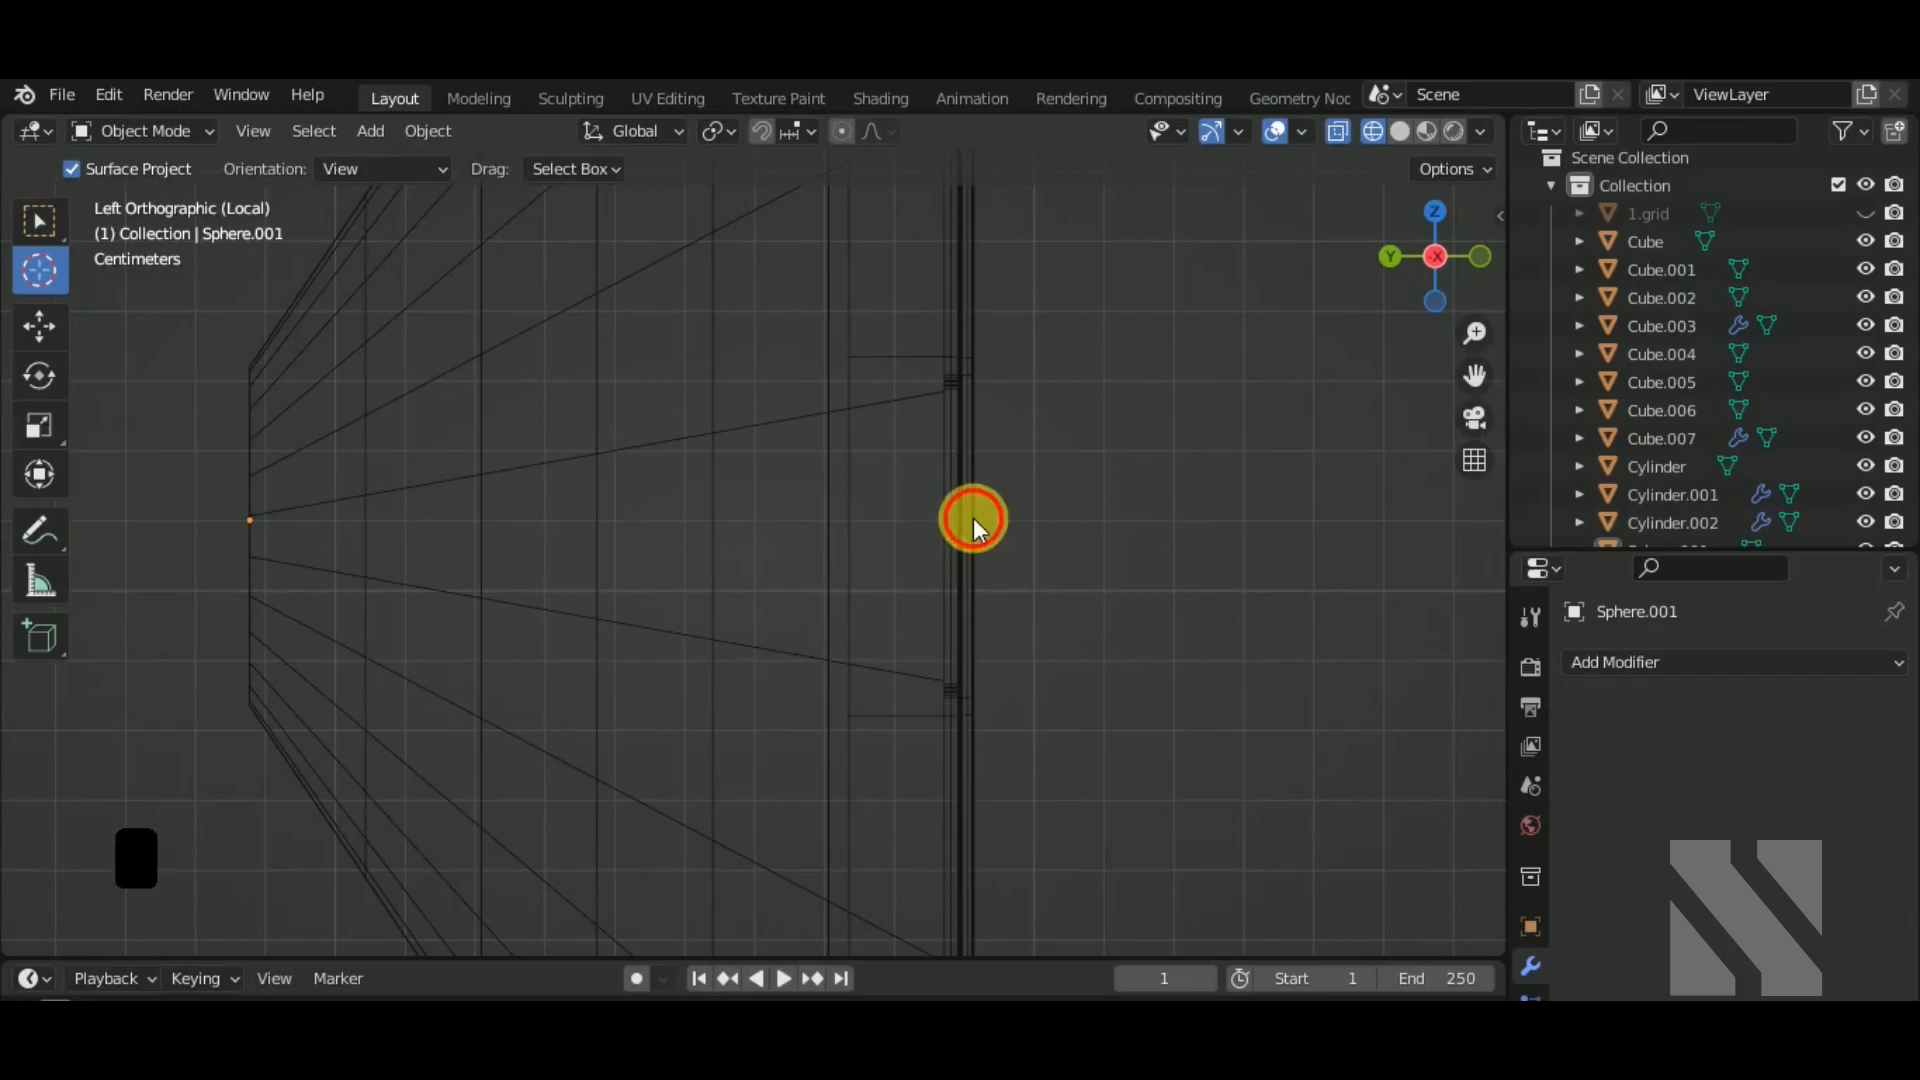 File Edit Render Window Help Layout Modeling Sculpting UV Editing Texture Paint Shading Animation Rendering Compositing Geometry Noc Scene ViewLayer
Object Mode View Select Add Object Global
Surface Project Orientation: View Drag: Select Box Options
Left Orthographic (Local)
(1) Collection | Sphere.001
Centimeters
Z
Y
-X
Scene Collection
Collection
1.grid
Cube
Cube.001
Cube.002
Cube.003
Cube.004
Cube.005
Cube.006
Cube.007
Cylinder
Cylinder.001
Cylinder.002
Sphere.001
Add Modifier
Playback Keying View Marker 1 Start 1 End 250